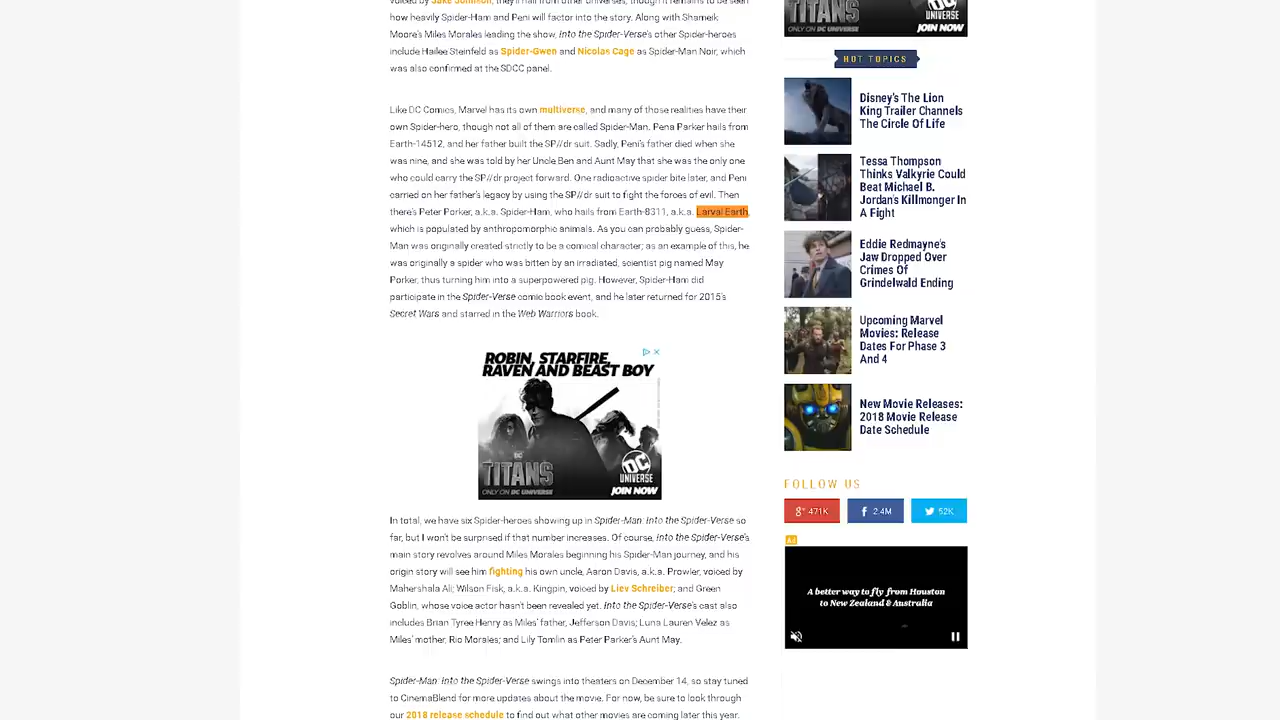 voiced by Jake Johnson, they'll hail from other universes, though it remains to be seen
how heavily Spider-Ham and Peni will factor into the story. Along with Shameik
Moore's Miles Morales leading the show, Into the Spider-Verse's other Spider-heroes
include Hailee Steinfeld as Spider-Gwen and Nicolas Cage as Spider-Man Noir, which
was also confirmed at the SDCC panel.
Like DC Comics, Marvel has its own multiverse, and many of those realities have their
own Spider-hero, though not all of them are called Spider-Man. Pena Parker hails from
Earth-14512, and her father built the SP//dr suit. Sadly, Peni's father died when she
was nine, and she was told by her Uncle Ben and Aunt May that she was the only one
who could carry the SP//dr project forward. One radioactive spider bite later, and Peni
carried on her father's legacy by using the SP//dr suit to fight the forces of evil. Then
there's Peter Porker, a.k.a. Spider-Ham, who hails from Earth-8311, a.k.a. Larval Earth,
which is populated by anthropomorphic animals. As you can probably guess, Spider-
Man was originally created strictly to be a comical character; as an example of this, he
was originally a spider who was bitten by an irradiated, scientist pig named May
Porker, thus turning him into a superpowered pig. However, Spider-Ham did
participate in the Spider-Verse comic book event, and he later returned for 2015's
Secret Wars and starred in the Web Warriors book.
ROBIN, STARFIRE,
RAVEN AND BEAST BOY
DC
TITANS
ONLY ON DC UNIVERSE
DC
UNIVERSE
JOIN NOW
In total, we have six Spider-heroes showing up in Spider-Man: Into the Spider-Verse so
far, but I won't be surprised if that number increases. Of course, Into the Spider-Verse's
main story revolves around Miles Morales beginning his Spider-Man journey, and his
origin story will see him fighting his own uncle, Aaron Davis, a.k.a. Prowler, voiced by
Mahershala Ali; Wilson Fisk, a.k.a. Kingpin, voiced by Liev Schreiber; and Green
Goblin, whose voice actor hasn't been revealed yet. Into the Spider-Verse's cast also
includes Brian Tyree Henry as Miles' father, Jefferson Davis; Luna Lauren Velez as
Miles' mother, Rio Morales; and Lily Tomlin as Peter Parker's Aunt May.
Spider-Man: Into the Spider-Verse swings into theaters on December 14, so stay tuned
to CinemaBlend for more updates about the movie. For now, be sure to look through
our 2018 release schedule to find out what other movies are coming later this year.
TITANS
ONLY ON DC UNIVERSE
UNIVERSE
JOIN NOW
HOT TOPICS
Disney's The Lion
King Trailer Channels
The Circle Of Life
Tessa Thompson
Thinks Valkyrie Could
Beat Michael B.
Jordan's Killmonger In
A Fight
Eddie Redmayne's
Jaw Dropped Over
Crimes Of
Grindelwald Ending
Upcoming Marvel
Movies: Release
Dates For Phase 3
And 4
New Movie Releases:
2018 Movie Release
Date Schedule
FOLLOW US
g+ 471K
f 2.4M
52K
Ad
A better way to fly from Houston
to New Zealand & Australia